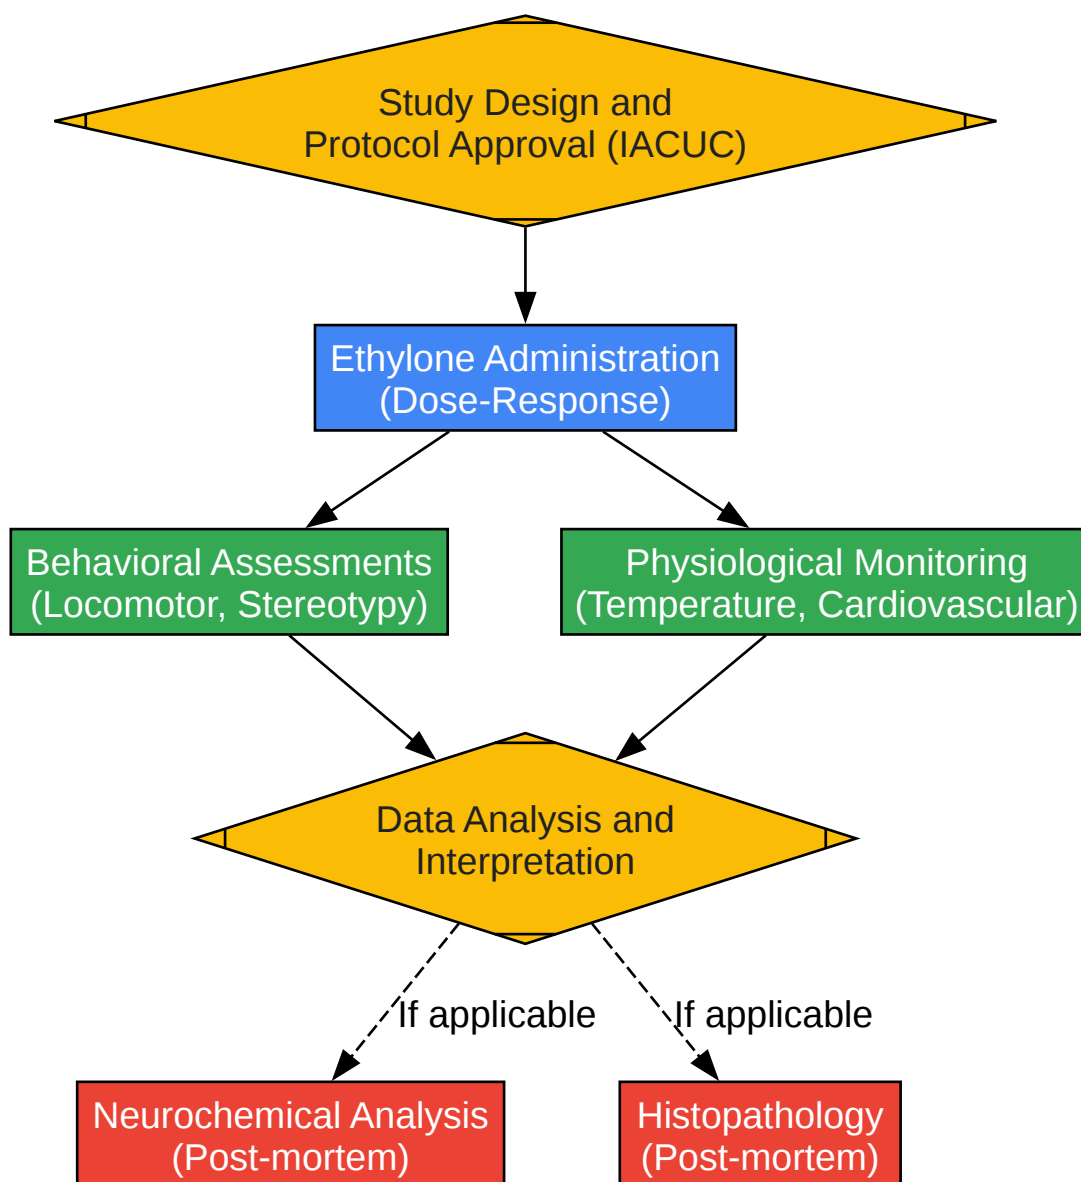 Study Design and
Protocol Approval (IACUC)
Ethylone Administration
(Dose-Response)
Behavioral Assessments
(Locomotor, Stereotypy)
Physiological Monitoring
(Temperature, Cardiovascular)
Data Analysis and
Interpretation
If applicable
If applicable
Neurochemical Analysis
(Post-mortem)
Histopathology
(Post-mortem)